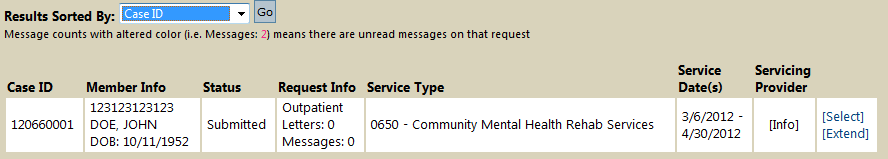 Results Sorted By: Case ID Go
Message counts with altered color (i.e. Messages: 2) means there are unread messages on that request
Case ID Member Info Status Request Info Service Type Service Date(s) Servicing Provider
120660001 123123123123 DOE, JOHN DOB: 10/11/1952 Submitted Outpatient Letters: 0 Messages: 0 0650 - Community Mental Health Rehab Services 3/6/2012 - 4/30/2012 [Info] [Select] [Extend]